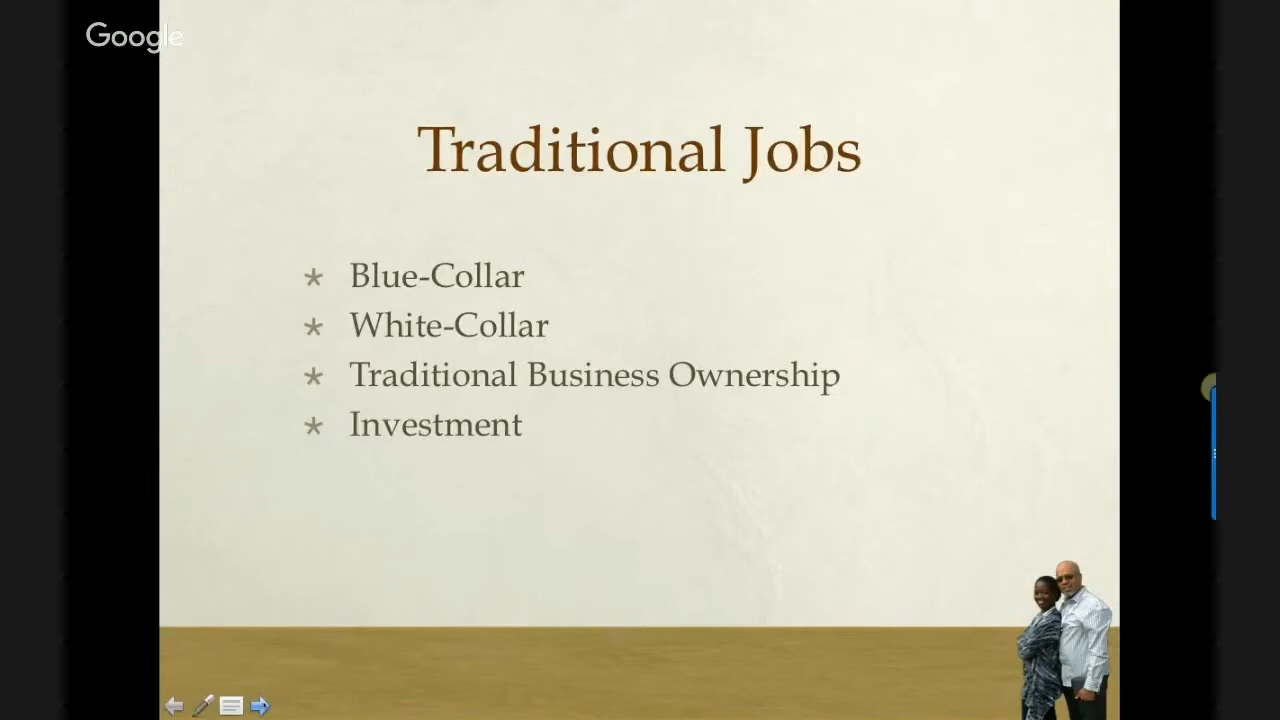 Google
Traditional Jobs
Blue-Collar
White-Collar
Traditional Business Ownership
Investment